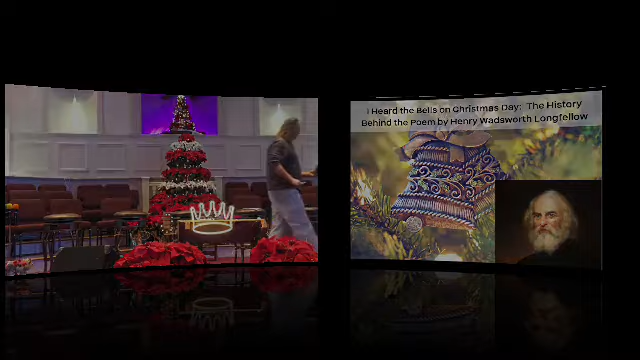 I Heard the Bells on Christmas Day: The History
Behind the Poem by Henry Wadsworth Longfellow